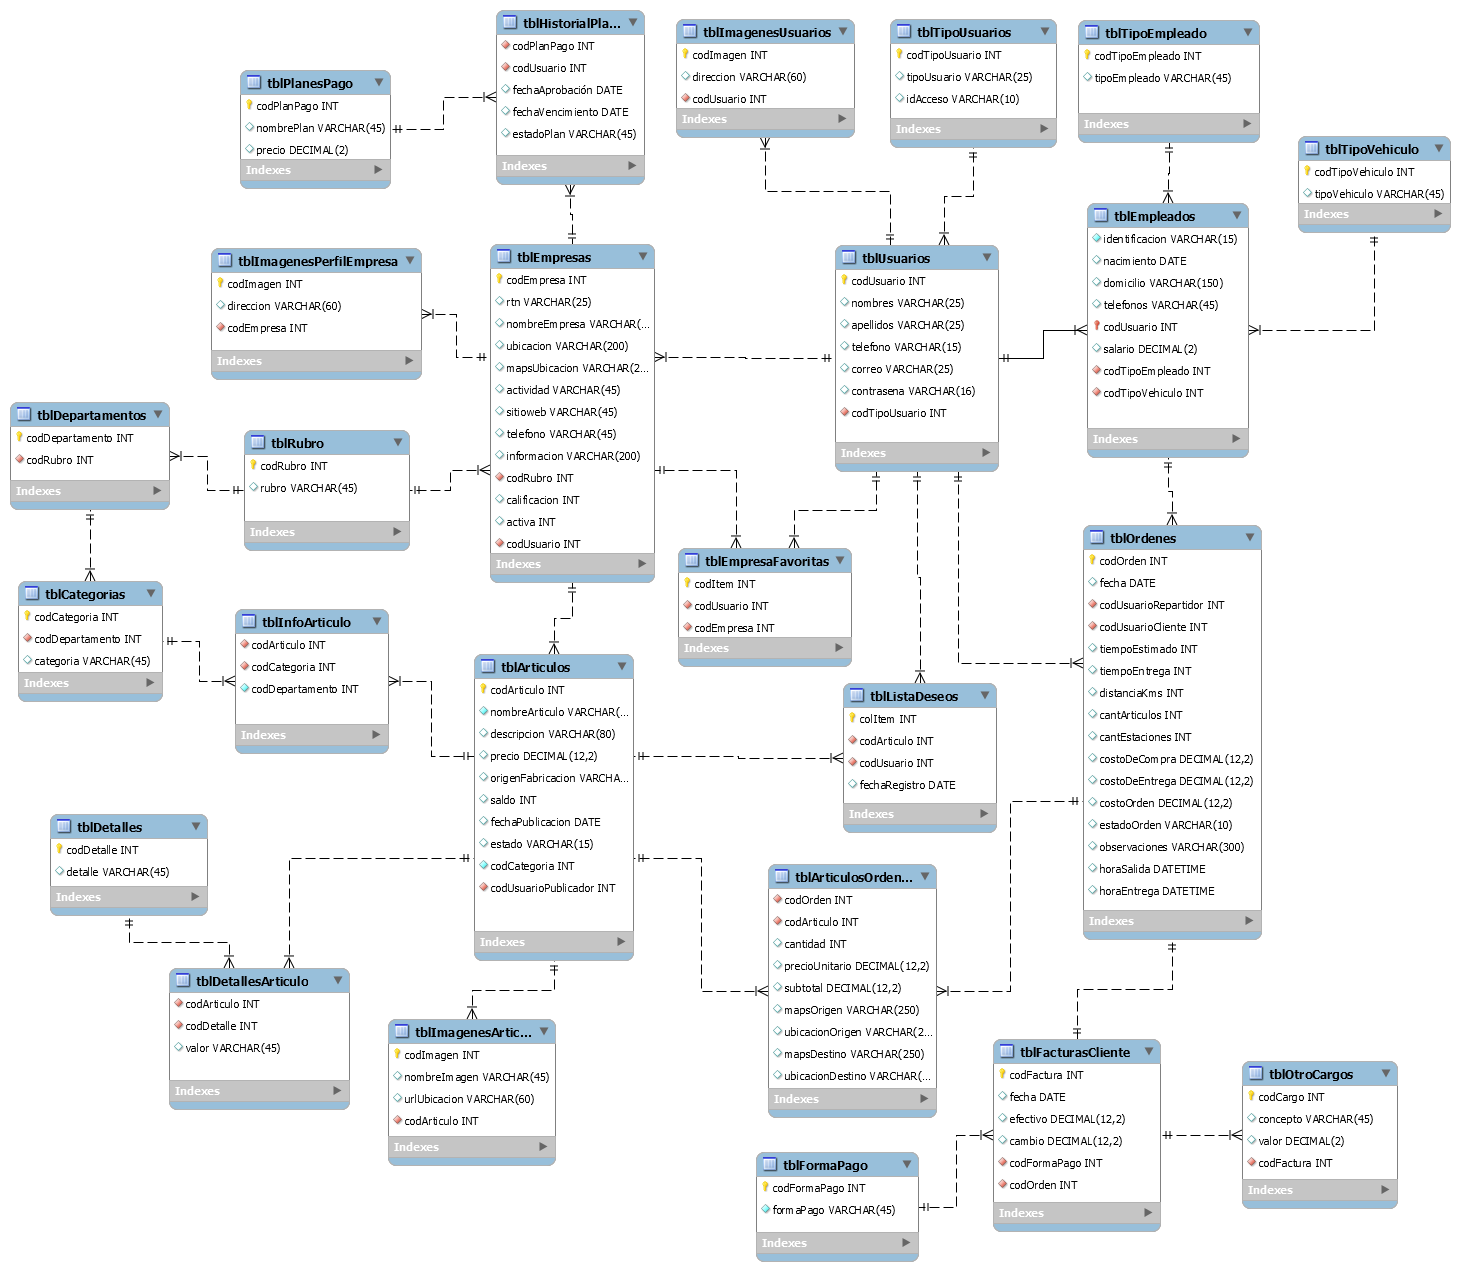 tblHistorialPla...
codPlanPago INT
codUsuario INT
fechaAprobación DATE
fechaVencimiento DATE
estadoPlan VARCHAR(45)
Indexes
tblImagenesUsuarios
codImagen INT
direccion VARCHAR(60)
codUsuario INT
Indexes
tblTipoUsuarios
codTipoUsuario INT
tipoUsuario VARCHAR(25)
idAcceso VARCHAR(10)
Indexes
tblTipoEmpleado
codTipoEmpleado INT
tipoEmpleado VARCHAR(45)
Indexes
tblPlanesPago
codPlanPago INT
nombrePlan VARCHAR(45)
precio DECIMAL(2)
Indexes
tblTipoVehiculo
codTipoVehiculo INT
tipoVehiculo VARCHAR(45)
Indexes
tblEmpleados
identificacion VARCHAR(15)
nacimiento DATE
domicilio VARCHAR(150)
telefonos VARCHAR(45)
codUsuario INT
salario DECIMAL(2)
codTipoEmpleado INT
codTipoVehiculo INT
Indexes
tblImagenesPerfilEmpresa
codImagen INT
direccion VARCHAR(60)
codEmpresa INT
Indexes
tblEmpresas
codEmpresa INT
rtn VARCHAR(25)
nombreEmpresa VARCHAR(...
ubicacion VARCHAR(200)
mapsUbicacion VARCHAR(2...
actividad VARCHAR(45)
sitioweb VARCHAR(45)
telefono VARCHAR(45)
informacion VARCHAR(200)
codRubro INT
calificacion INT
activa INT
codUsuario INT
Indexes
tblUsuarios
codUsuario INT
nombres VARCHAR(25)
apellidos VARCHAR(25)
telefono VARCHAR(15)
correo VARCHAR(25)
contrasena VARCHAR(16)
codTipoUsuario INT
Indexes
tblDepartamentos
codDepartamento INT
codRubro INT
Indexes
tblRubro
codRubro INT
rubro VARCHAR(45)
Indexes
tblOrdenes
codOrden INT
fecha DATE
codUsuarioRepartidor INT
codUsuarioCliente INT
tiempoEstimado INT
tiempoEntrega INT
distanciaKms INT
cantArticulos INT
cantEstaciones INT
costoDeCompra DECIMAL(12,2)
costoDeEntrega DECIMAL(12,2)
costoOrden DECIMAL(12,2)
estadoOrden VARCHAR(10)
observaciones VARCHAR(300)
horaSalida DATETIME
horaEntrega DATETIME
Indexes
tblEmpresaFavoritas
codItem INT
codUsuario INT
codEmpresa INT
Indexes
tblCategorias
codCategoria INT
codDepartamento INT
categoria VARCHAR(45)
Indexes
tblInfoArticulo
codArticulo INT
codCategoria INT
codDepartamento INT
Indexes
tblArticulos
codArticulo INT
nombreArticulo VARCHAR(...
descripcion VARCHAR(80)
precio DECIMAL(12,2)
origenFabricacion VARCHA...
saldo INT
fechaPublicacion DATE
estado VARCHAR(15)
codCategoria INT
codUsuarioPublicador INT
Indexes
tblListaDeseos
colItem INT
codArticulo INT
codUsuario INT
fechaRegistro DATE
Indexes
tblDetalles
codDetalle INT
detalle VARCHAR(45)
Indexes
tblArticulosOrden...
codOrden INT
codArticulo INT
cantidad INT
precioUnitario DECIMAL(12,2)
subtotal DECIMAL(12,2)
mapsOrigen VARCHAR(250)
ubicacionOrigen VARCHAR(2...
mapsDestino VARCHAR(250)
ubicacionDestino VARCHAR(...
Indexes
tblDetallesArticulo
codArticulo INT
codDetalle INT
valor VARCHAR(45)
Indexes
tblImagenesArtic...
codImagen INT
nombreImagen VARCHAR(45)
urlUbicacion VARCHAR(60)
codArticulo INT
Indexes
tblFacturasCliente
codFactura INT
fecha DATE
efectivo DECIMAL(12,2)
cambio DECIMAL(12,2)
codFormaPago INT
codOrden INT
Indexes
tblOtroCargos
codCargo INT
concepto VARCHAR(45)
valor DECIMAL(2)
codFactura INT
Indexes
tblFormaPago
codFormaPago INT
formaPago VARCHAR(45)
Indexes